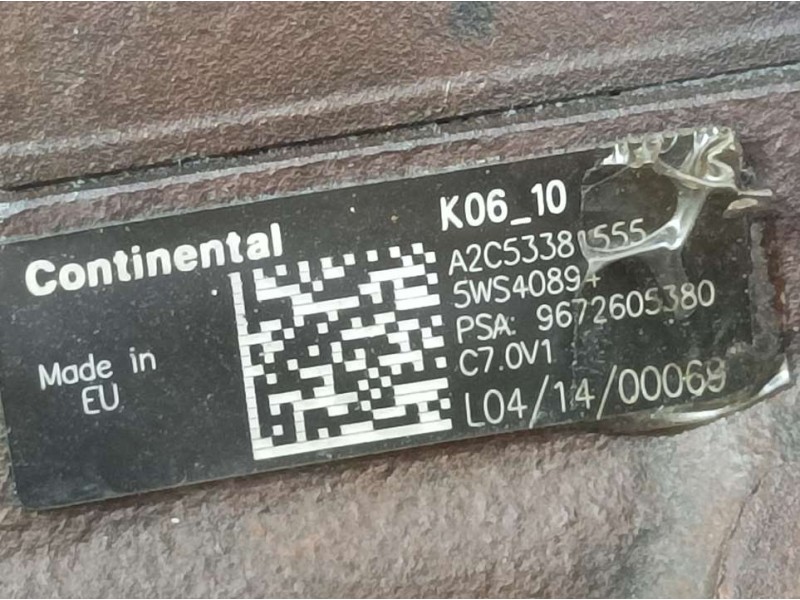 Continental
Made in
EU
K06_10
A2C53381555
5WS40894
PSA: 9672605380
C7.0V1
L04/14/00069